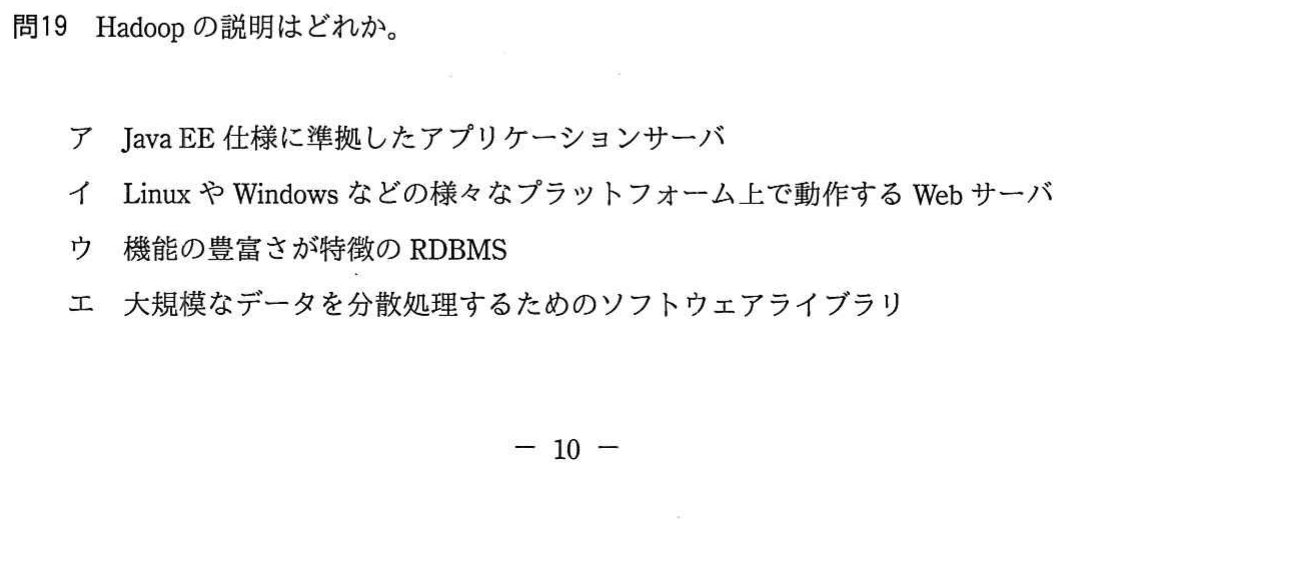 問19 Hadoop の説明はどれか。
ア Java EE 仕様に準拠したアプリケーションサーバ
イ Linux や Windows などの様々なプラットフォーム上で動作する Web サーバ
ウ 機能の豊富さが特徴の RDBMS
エ 大規模なデータを分散処理するためのソフトウェアライブラリ
－ 10 －